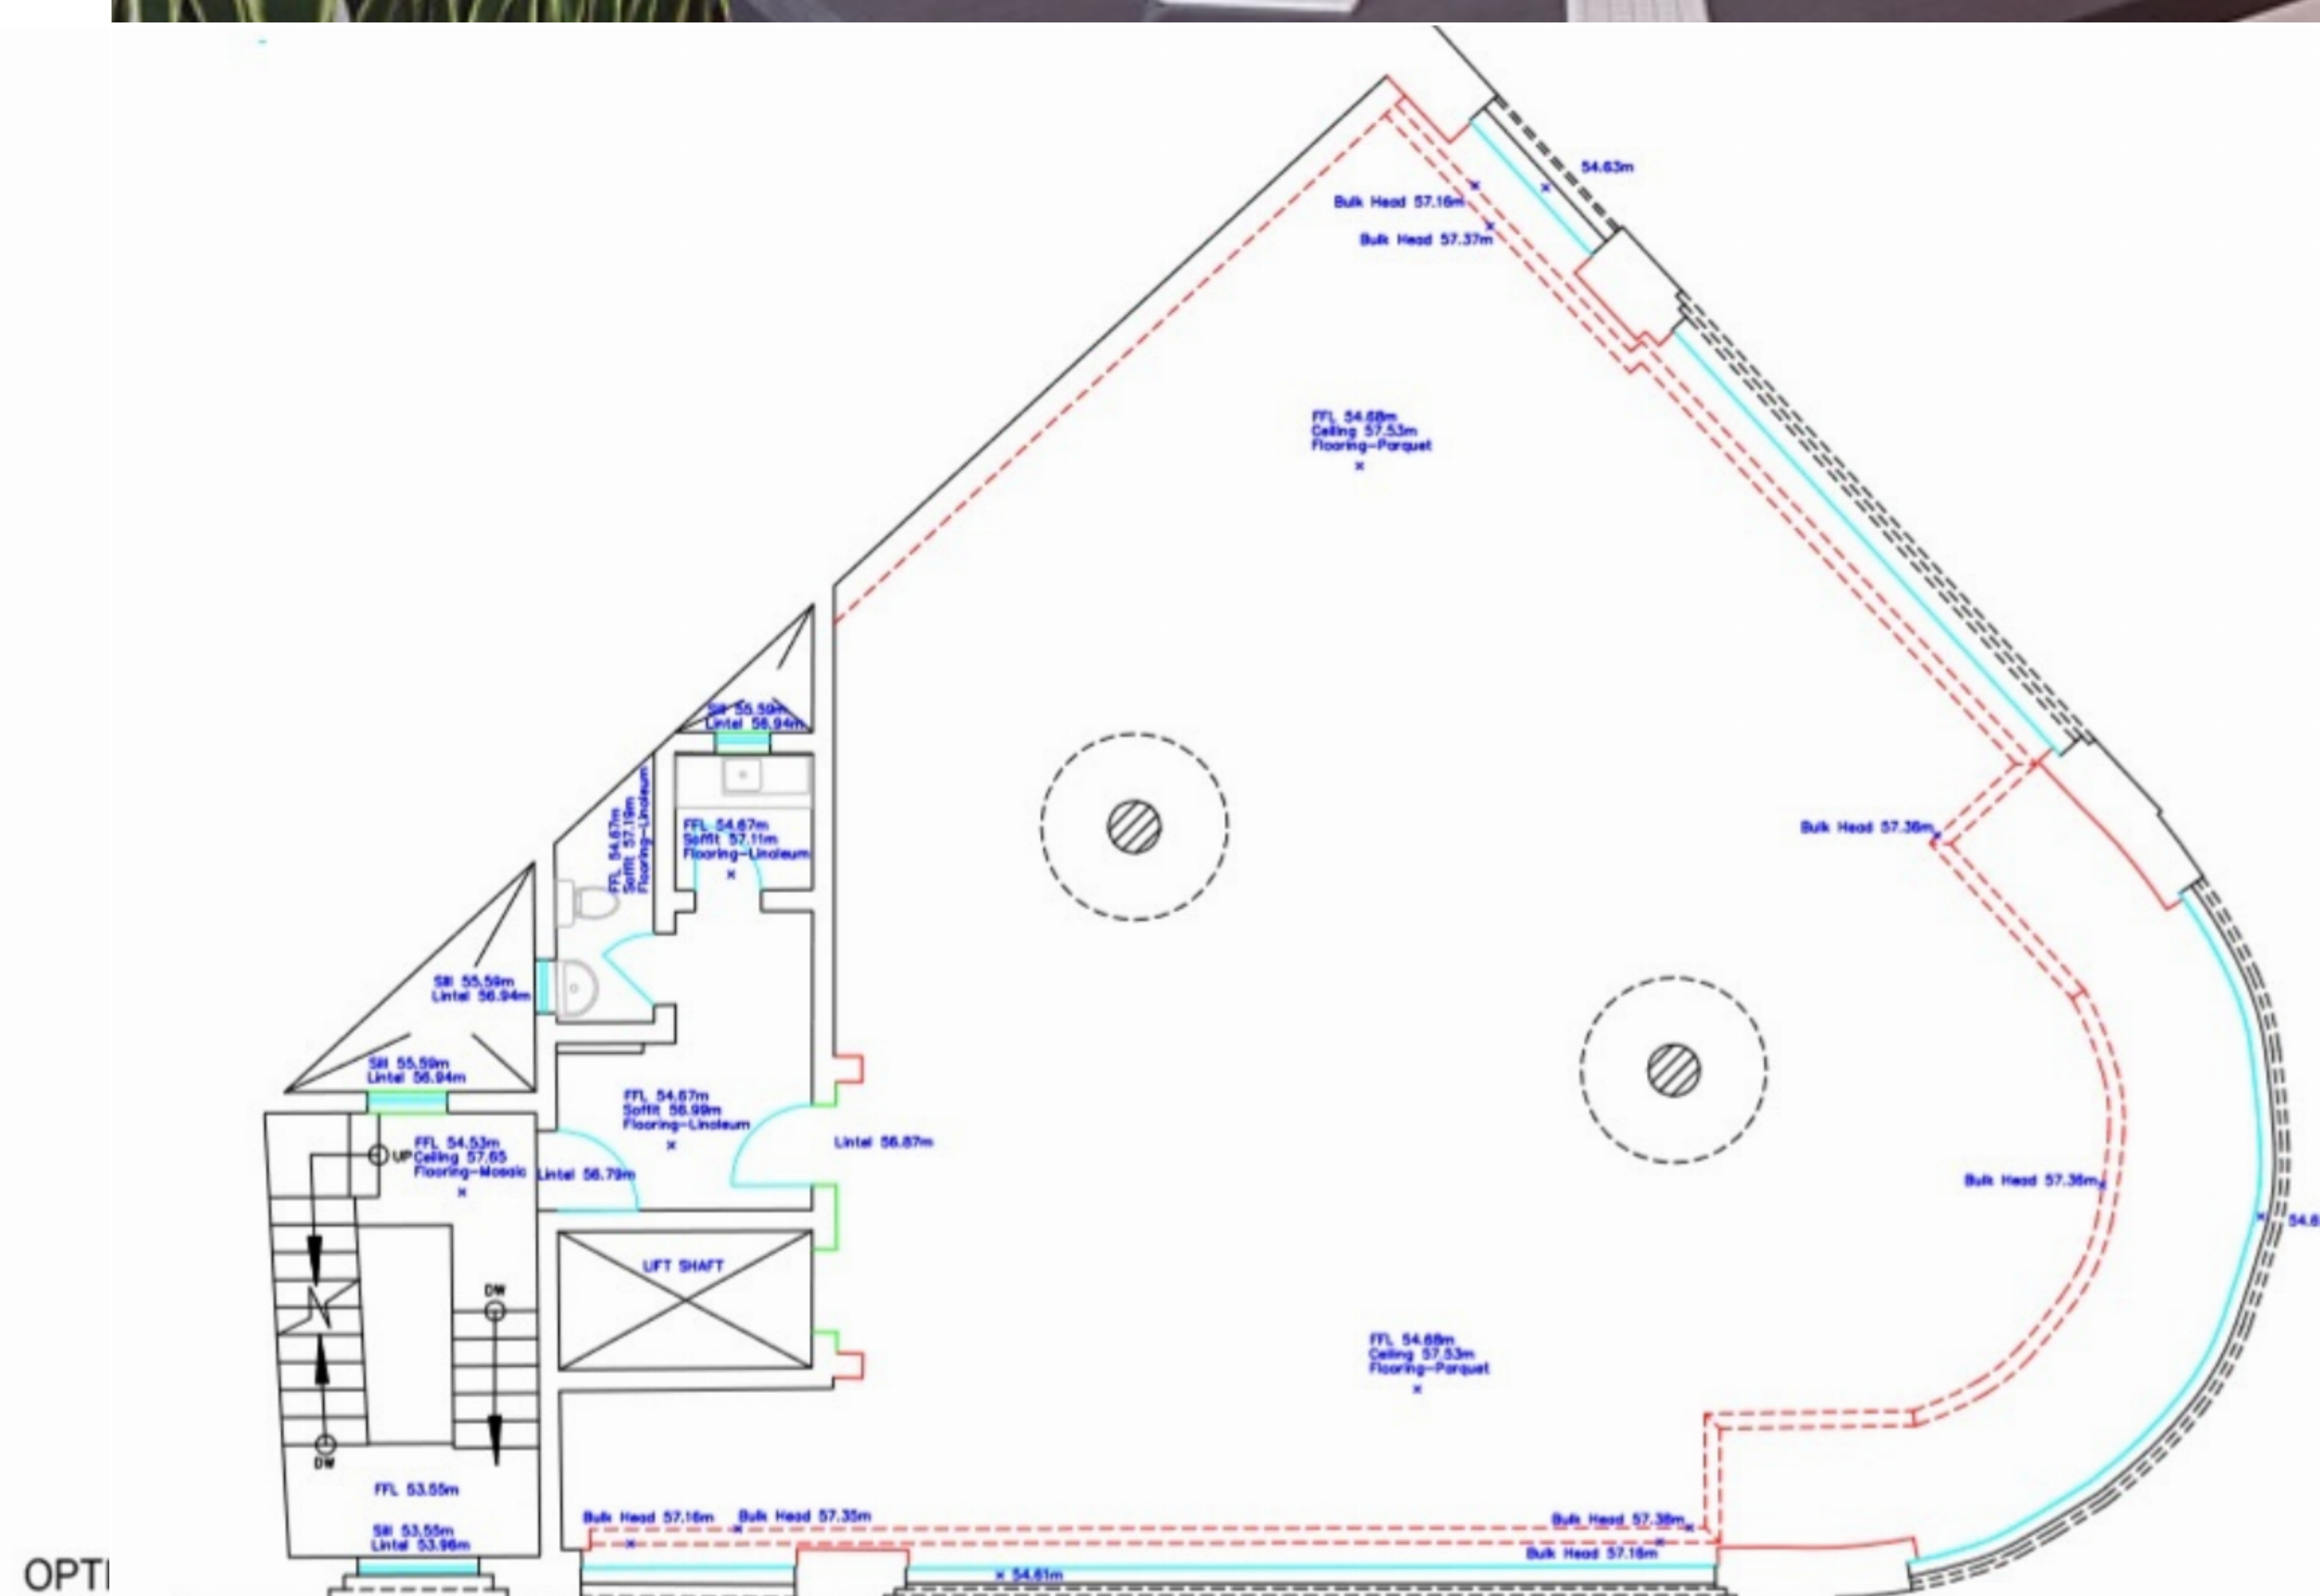 54.63m
Bulk Head 57.16m
Bulk Head 57.37m
FFL 54.68m
Ceiling 57.53m
Flooring-Parquet
Sill 55.59m
Lintel 56.94m
FFL 54.67m
Soffit 57.19m
Flooring-Linoleum
FFL 54.67m
Soffit 57.11m
Flooring-Linoleum
Bulk Head 57.36m
Sill 55.59m
Lintel 56.94m
Sill 55.59m
Lintel 56.94m
FFL 54.67m
Soffit 56.99m
Flooring-Linoleum
Lintel 56.87m
UP
FFL 54.53m
Ceiling 57.65
Flooring-Mosaic
Lintel 56.79m
Bulk Head 57.36m
54.6
LIFT SHAFT
DW
FFL 54.68m
Ceiling 57.53m
Flooring-Parquet
DW
FFL 53.55m
Bulk Head 57.16m
Bulk Head 57.35m
Bulk Head 57.38m
Sill 53.55m
Lintel 53.96m
Bulk Head 57.16m
54.61m
OPTI